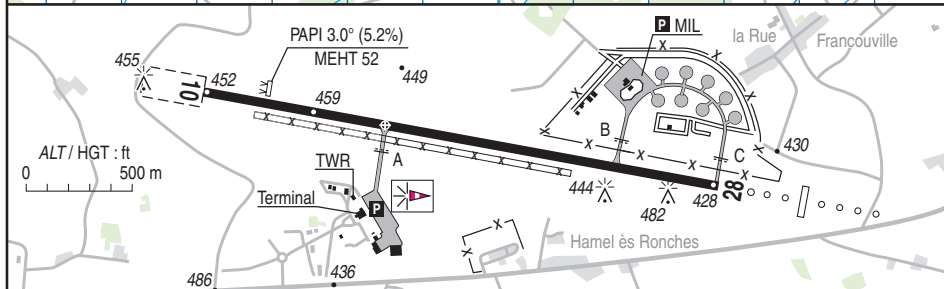 P MIL
la Rue
Francouville
PAPI 3.0° (5.2%)
MEHT 52
455
452
449
10
459
430
B
ALT / HGT : ft
0
500 m
TWR
A
C
Terminal
P
444
482
428
28
Hamel ès Ronches
486
436